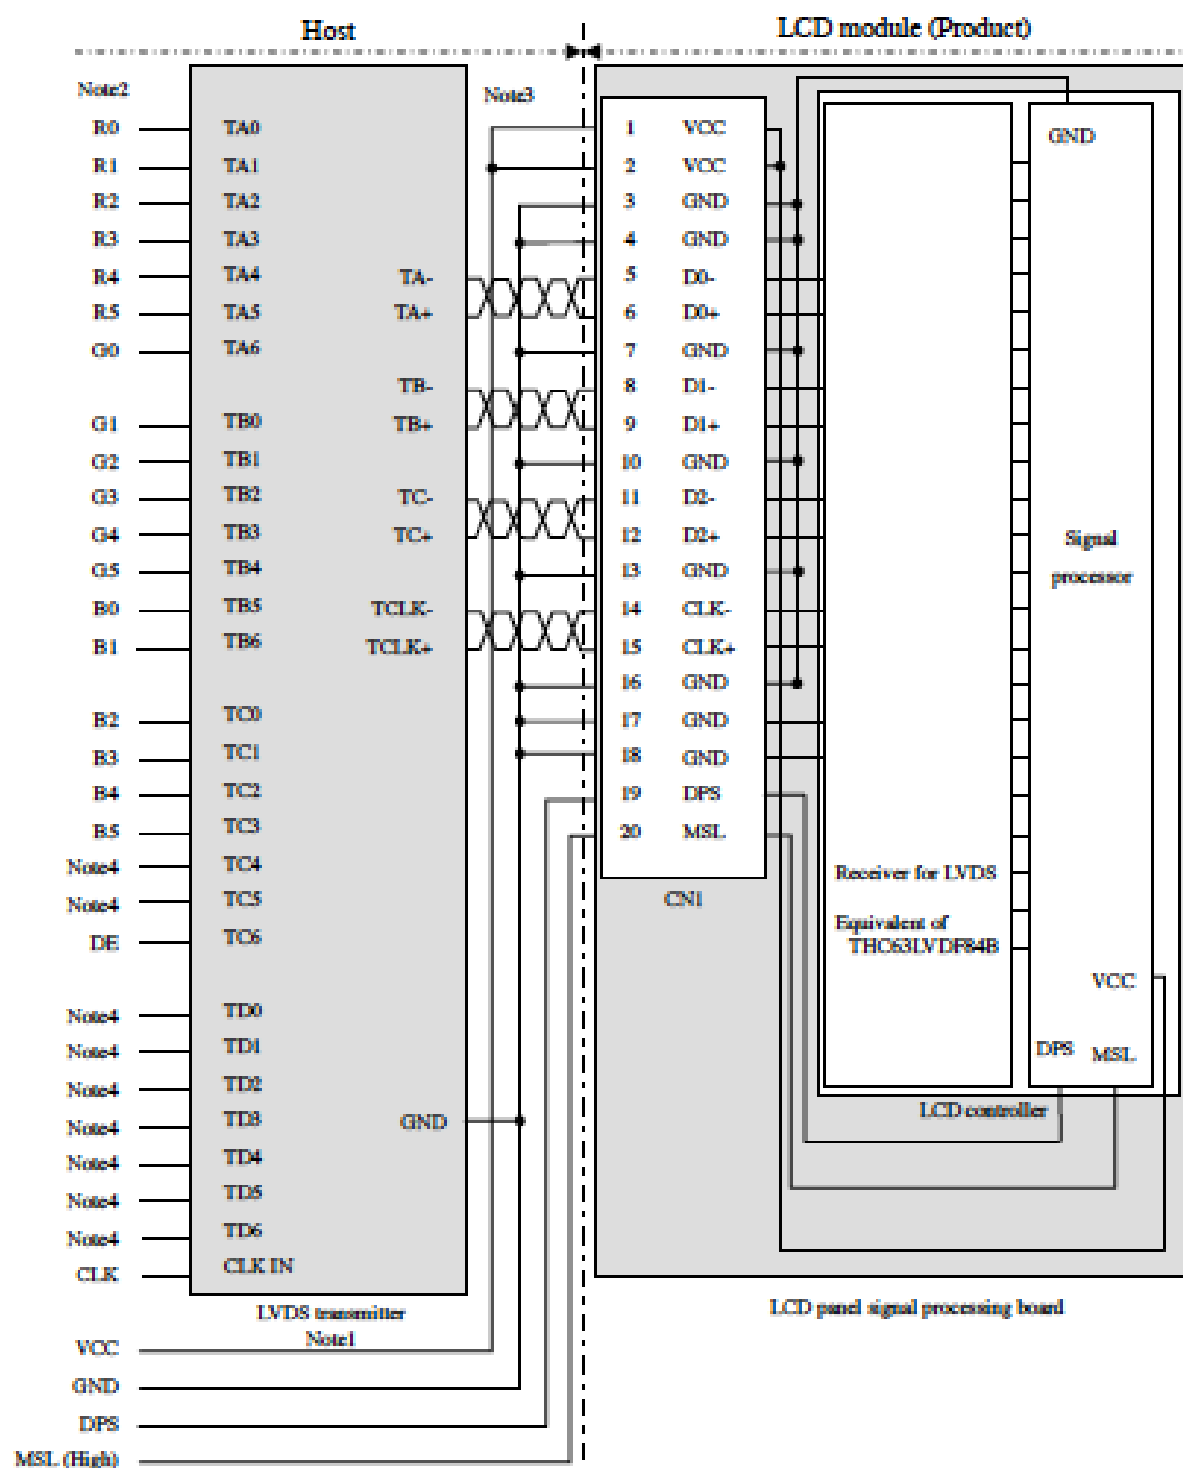 Host
LCD module (Product)
Note2
Note3
R0 TA0
R1 TA1
R2 TA2
R3 TA3
R4 TA4 TA-
R5 TA5 TA+
G0 TA6
TB-
G1 TB0 TB+
G2 TB1
G3 TB2 TC-
G4 TB3 TC+
G5 TB4
B0 TB5 TCLK-
B1 TB6 TCLK+
B2 TC0
B3 TC1
B4 TC2
B5 TC3
Note4 TC4
Note4 TC5
DE TC6
Note4 TD0
Note4 TD1
Note4 TD2
Note4 TD3 GND
Note4 TD4
Note4 TD5
Note4 TD6
CLK CLK IN
LVDS transmitter
Note1
VCC
GND
DPS
MSL (High)
1 VCC
2 VCC
3 GND
4 GND
5 D0-
6 D0+
7 GND
8 D1-
9 D1+
10 GND
11 D2-
12 D2+
13 GND
14 CLK-
15 CLK+
16 GND
17 GND
18 GND
19 DPS
20 MSL
CN1
Receiver for LVDS
Equivalent of
THC63LVDF84B
GND
Signal
processor
VCC
DPS MSL
LCD controller
LCD panel signal processing board